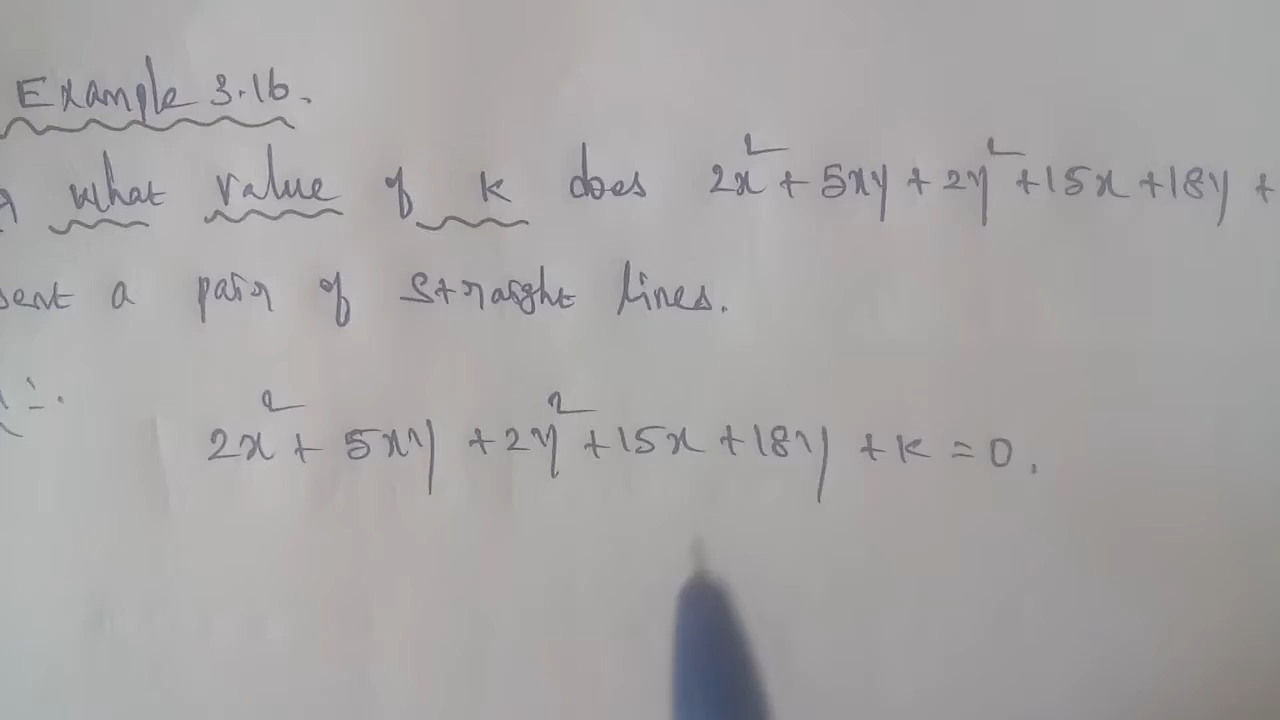 Example 3.16.
what value of k does 2x² + 5xy + 2y² + 15x + 18y +
sent a pair of straight lines.
2x² + 5xy + 2y² + 15x + 18y + k = 0.